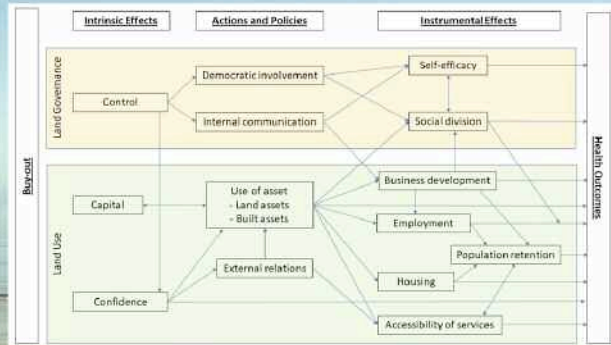 Intrinsic Effects
Actions and Policies
Instrumental Effects
Buy-out
Land Governance
Control
Democratic involvement
Internal communication
Self-efficacy
Social division
Land Use
Capital
Confidence
Use of asset
- Land assets
- Built assets
External relations
Business development
Employment
Population retention
Housing
Accessibility of services
Health Outcomes